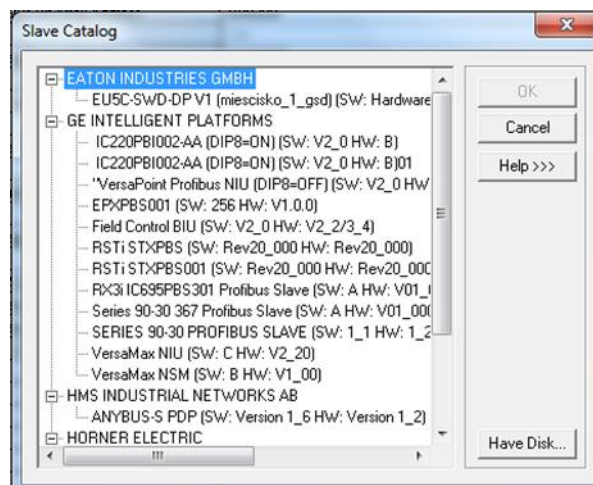 Slave Catalog
EATON INDUSTRIES GMBH
EU5C-SWD-DP V1 (miescisko_1_gsd) (SW: Hardware
GE INTELLIGENT PLATFORMS
IC220PBI002-AA (DIP8=ON) (SW: V2_0 HW: B)
IC220PBI002-AA (DIP8=ON) (SW: V2_0 HW: B)01
"VersaPoint Profibus NIU (DIP8=OFF) (SW: V2_0 HW
EPXPBS001 (SW: 256 HW: V1.0.0)
Field Control BIU (SW: V2_0 HW: V2_2/3_4)
RSTi STXPBS (SW: Rev20_000 HW: Rev20_000)
RSTi STXPBS001 (SW: Rev20_000 HW: Rev20_000
RX3i IC695PBS301 Profibus Slave (SW: A HW: V01_
Series 90-30 367 Profibus Slave (SW: A HW: V01_000
SERIES 90-30 PROFIBUS SLAVE (SW: 1_1 HW: 1_2
VersaMax NIU (SW: C HW: V2_20)
VersaMax NSM (SW: B HW: V1_00)
HMS INDUSTRIAL NETWORKS AB
ANYBUS-S PDP (SW: Version 1_6 HW: Version 1_2)
HORNER ELECTRIC
OK
Cancel
Help >>>
Have Disk...